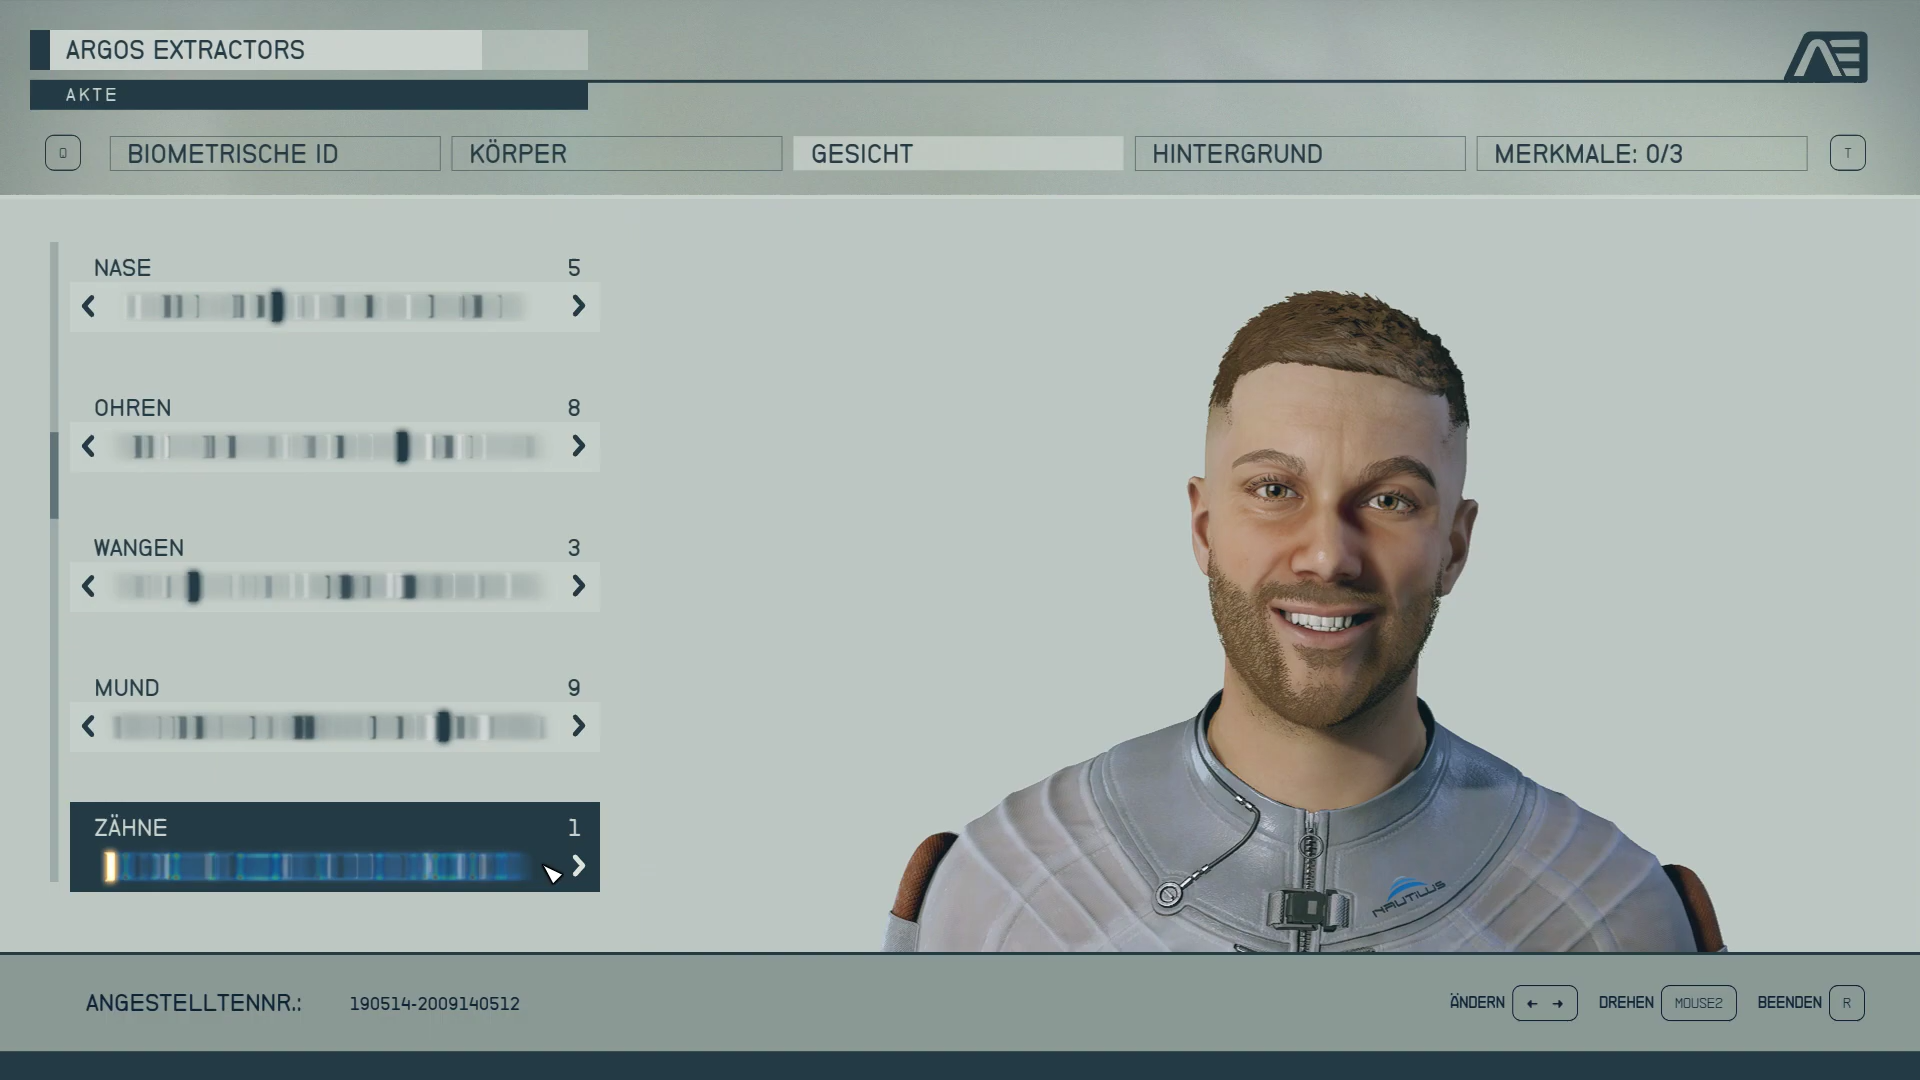 ARGOS EXTRACTORS
AKTE
Q BIOMETRISCHE ID KÖRPER GESICHT HINTERGRUND MERKMALE: 0/3 T
NASE 5
OHREN 8
WANGEN 3
MUND 9
ZÄHNE 1
NAUTILUS
ANGESTELLTENNR.: 190514-2009140512 ÄNDERN DREHEN MOUSE2 BEENDEN R